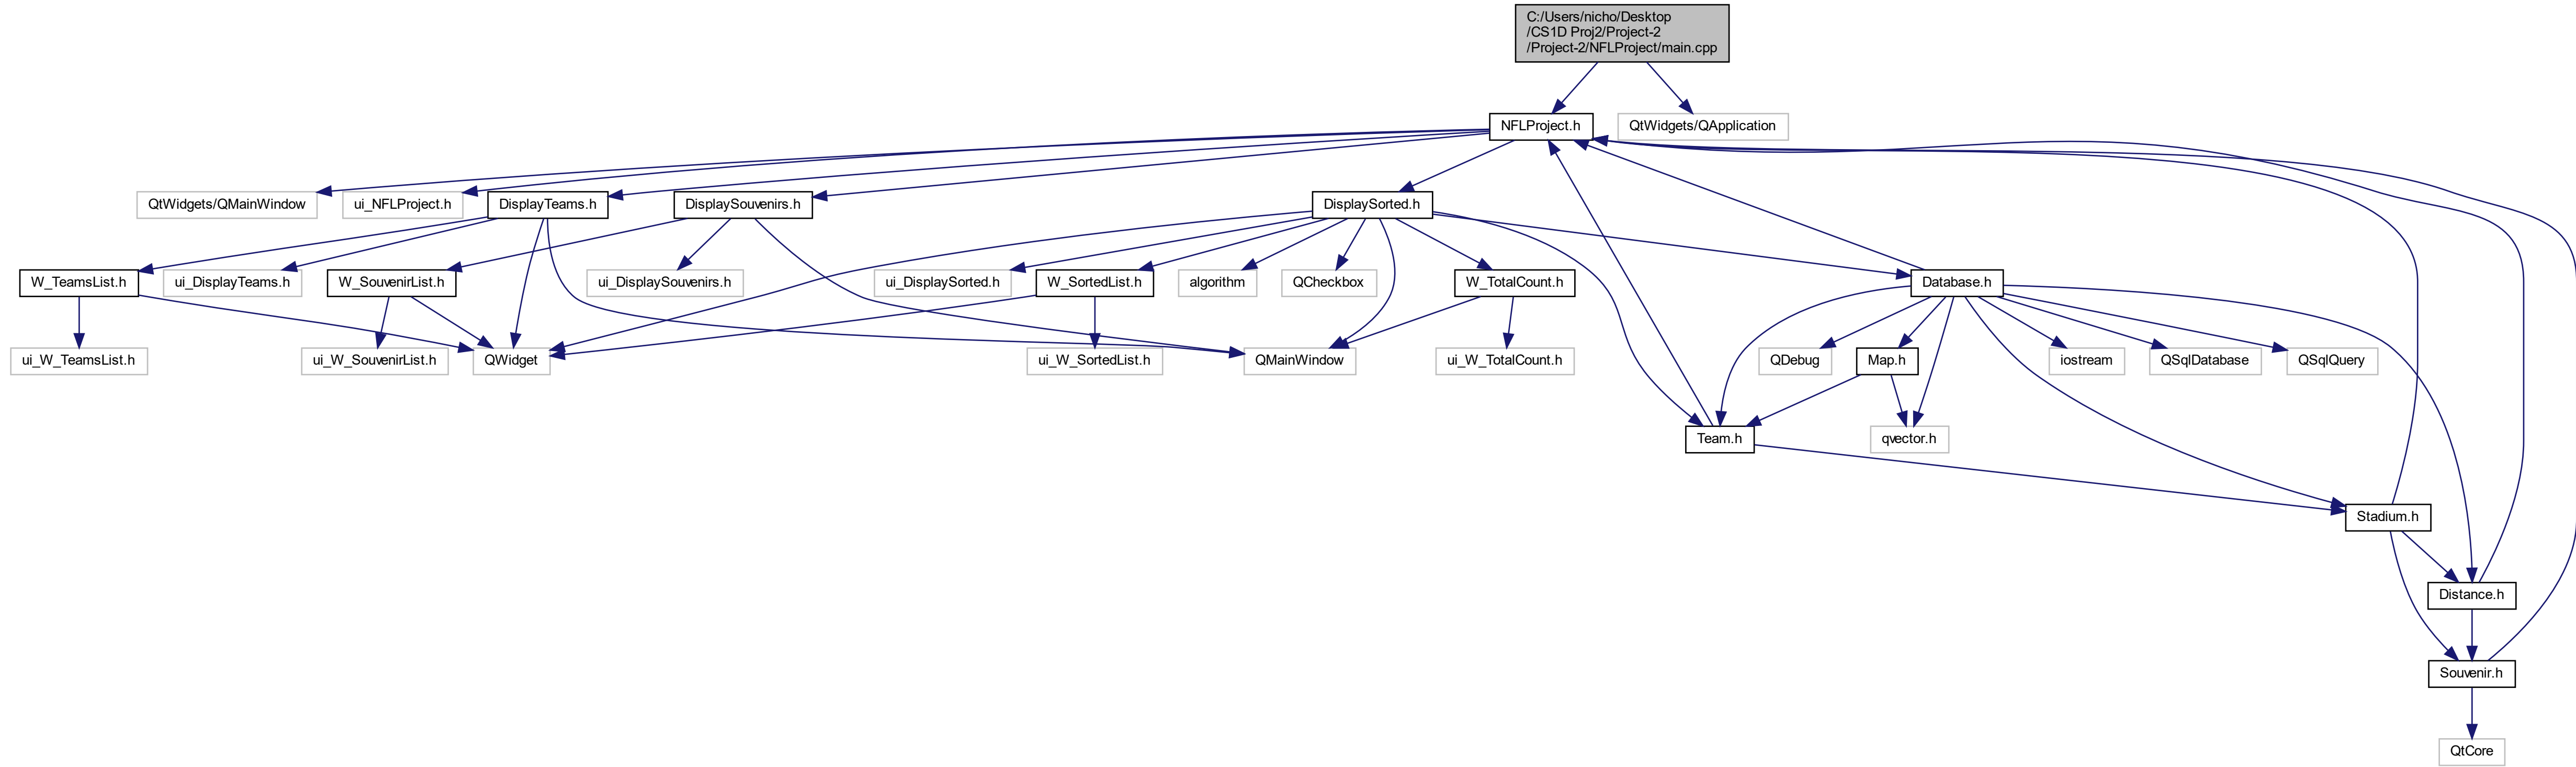 C:/Users/nicho/Desktop
/CS1D Proj2/Project-2
/Project-2/NFLProject/main.cpp
NFLProject.h
QtWidgets/QApplication
QtWidgets/QMainWindow
ui_NFLProject.h
DisplayTeams.h
DisplaySouvenirs.h
DisplaySorted.h
W_TeamsList.h
ui_DisplayTeams.h
W_SouvenirList.h
ui_DisplaySouvenirs.h
ui_DisplaySorted.h
W_SortedList.h
algorithm
QCheckbox
W_TotalCount.h
Database.h
ui_W_TeamsList.h
ui_W_SouvenirList.h
QWidget
ui_W_SortedList.h
QMainWindow
ui_W_TotalCount.h
QDebug
Map.h
iostream
QSqlDatabase
QSqlQuery
Team.h
qvector.h
Stadium.h
Distance.h
Souvenir.h
QtCore